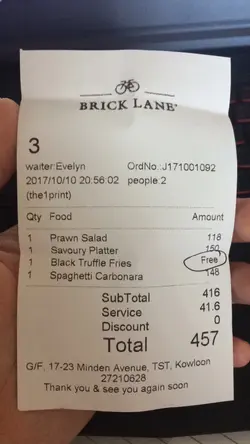 BRICK LANE
3
waiter:Evelyn OrdNo.:J171001092
2017/10/10 20:56:02 people:2
(the1print)
Qty Food Amount
1 Prawn Salad 118
1 Savoury Platter 150
1 Black Truffle Fries Free
1 Spaghetti Carbonara 148
SubTotal 416
Service 41.6
Discount 0
Total 457
G/F, 17-23 Minden Avenue, TST, Kowloon
27210628
Thank you & see you again soon